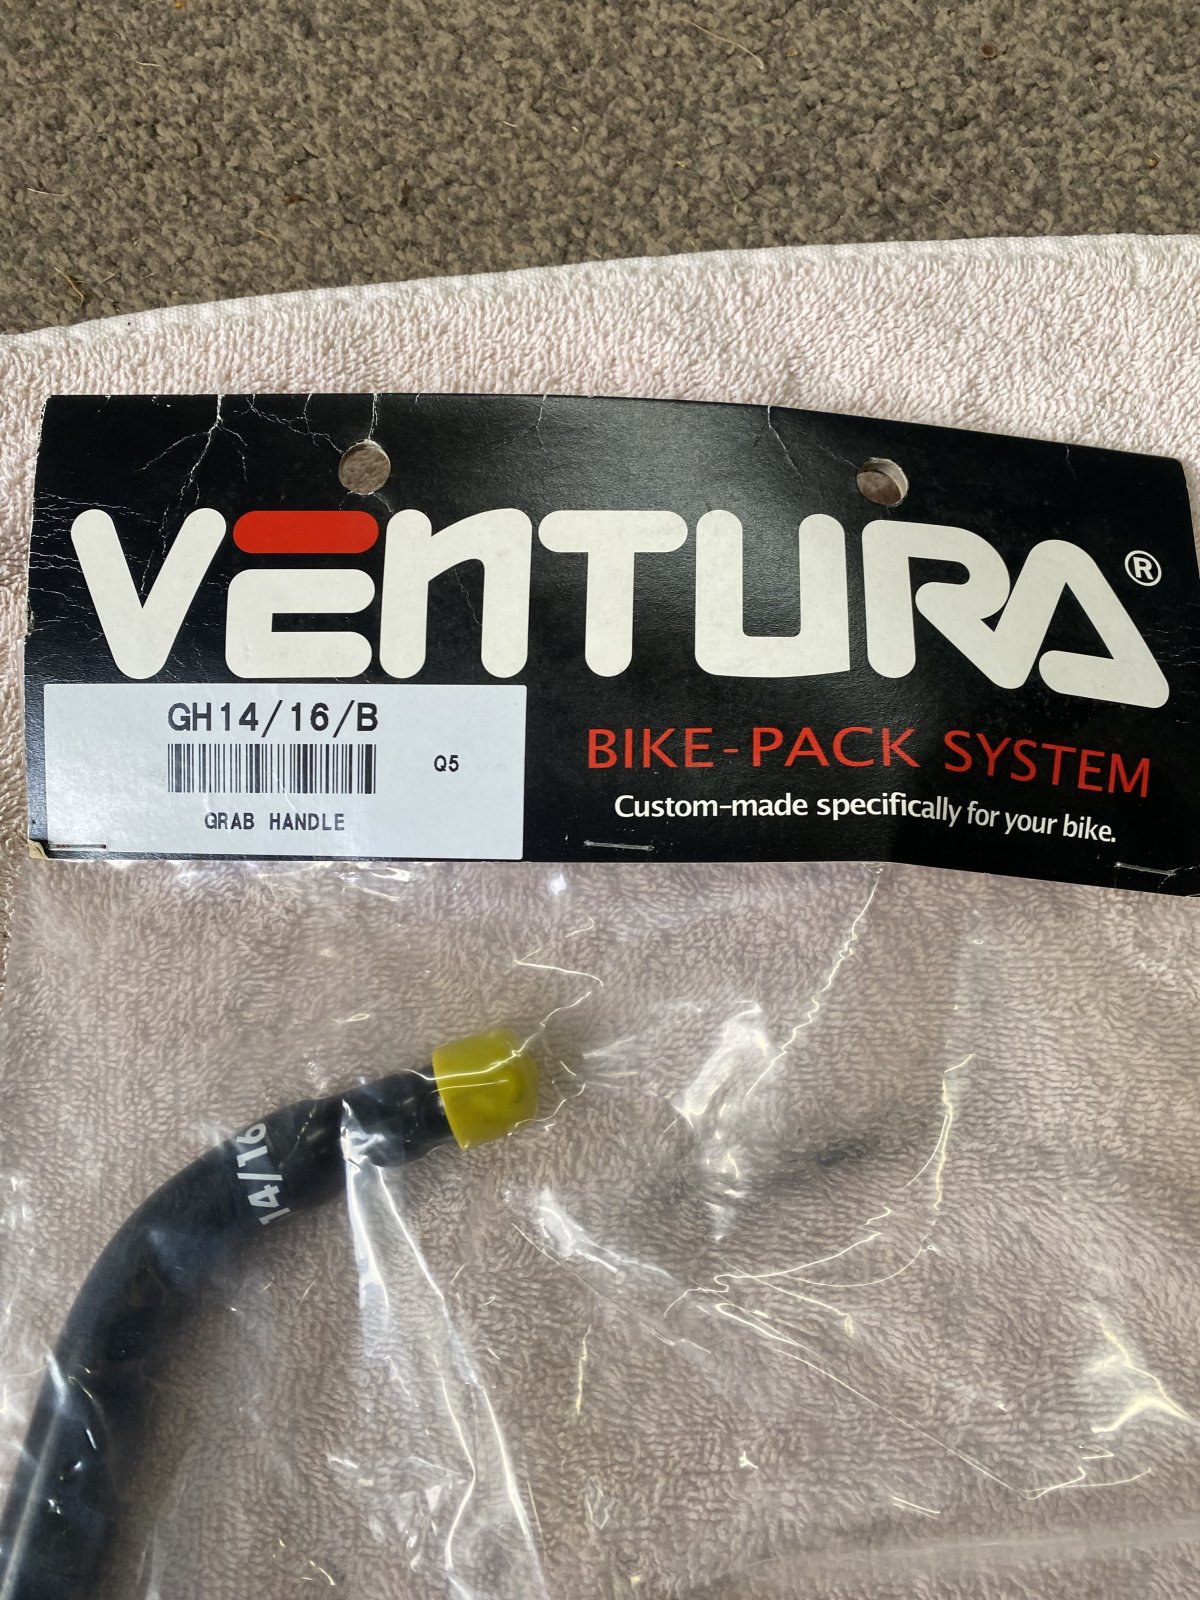 VENTURA®
GH14/16/B
Q5
GRAB HANDLE
BIKE-PACK SYSTEM
Custom-made specifically for your bike.
14/16